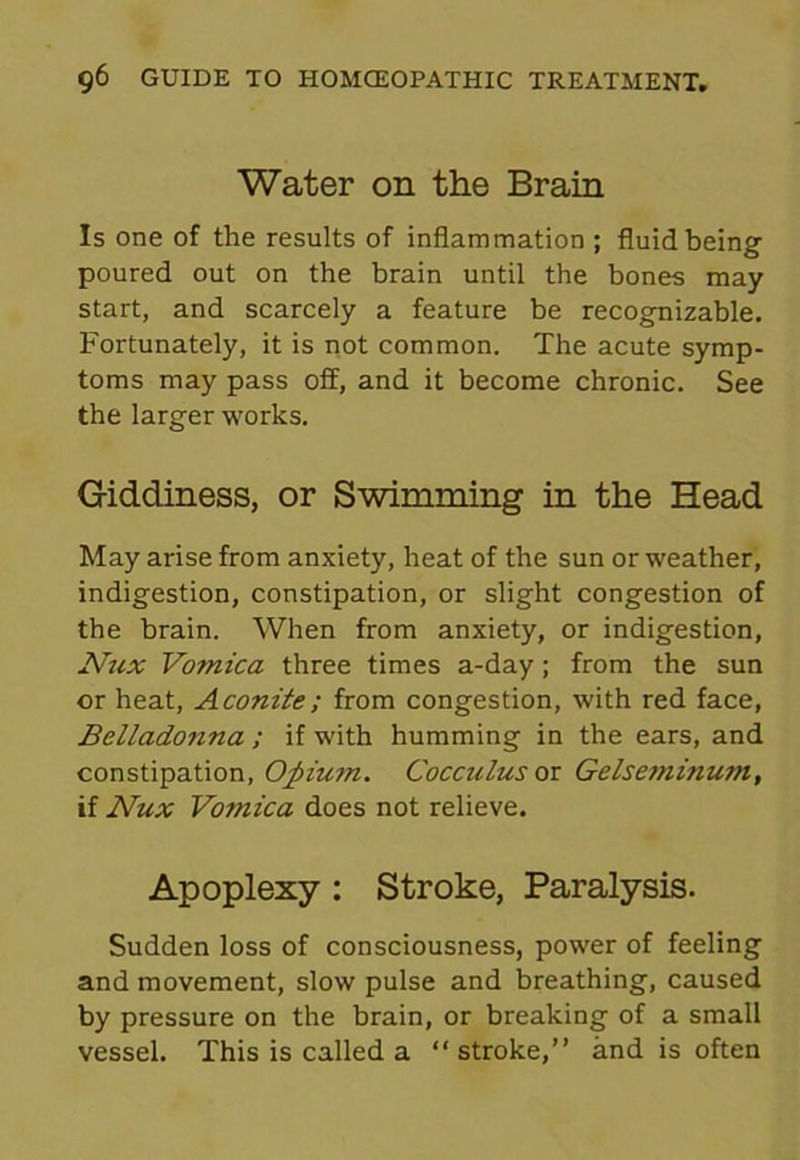 96 GUIDE TO HOMŒOPATHIC TREATMENT.
Water on the Brain
Is one of the results of inflammation ; fluid being
poured out on the brain until the bones may
start, and scarcely a feature be recognizable.
Fortunately, it is not common. The acute symp-
toms may pass off, and it become chronic. See
the larger works.
Giddiness, or Swimming in the Head
May arise from anxiety, heat of the sun or weather,
indigestion, constipation, or slight congestion of
the brain. When from anxiety, or indigestion,
Nux Vomica three times a-day ; from the sun
or heat, Aconite ; from congestion, with red face,
Belladonna ; if with humming in the ears, and
constipation, Opium. Cocculus or Gelseminum,
if Nux Vomica does not relieve.
Apoplexy : Stroke, Paralysis.
Sudden loss of consciousness, power of feeling
and movement, slow pulse and breathing, caused
by pressure on the brain, or breaking of a small
vessel. This is called a “ stroke,” and is often